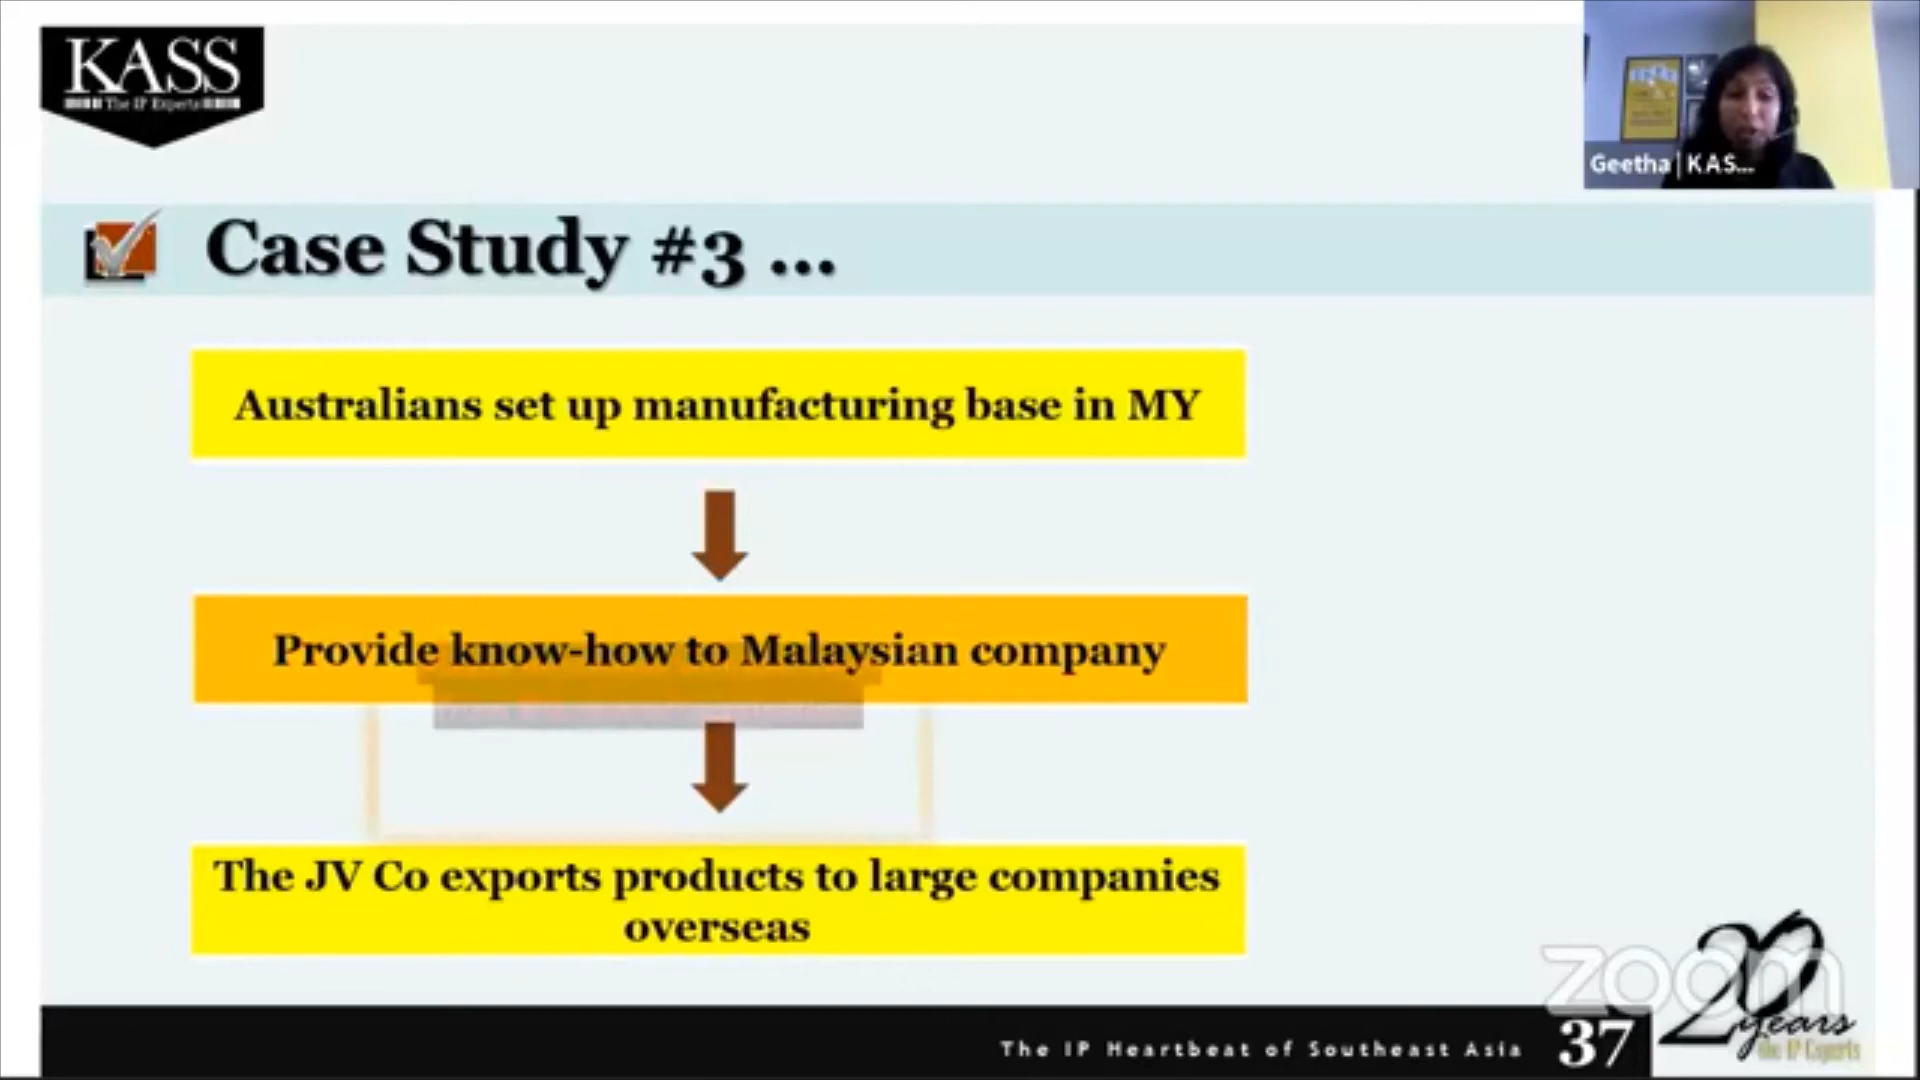 KASS
The IP Experts
Geetha | KAS...
Case Study #3 ...
Australians set up manufacturing base in MY
Provide know-how to Malaysian company
The JV Co exports products to large companies
overseas
zoom
20
years
The IP Experts
The IP Heartbeat of Southeast Asia
37